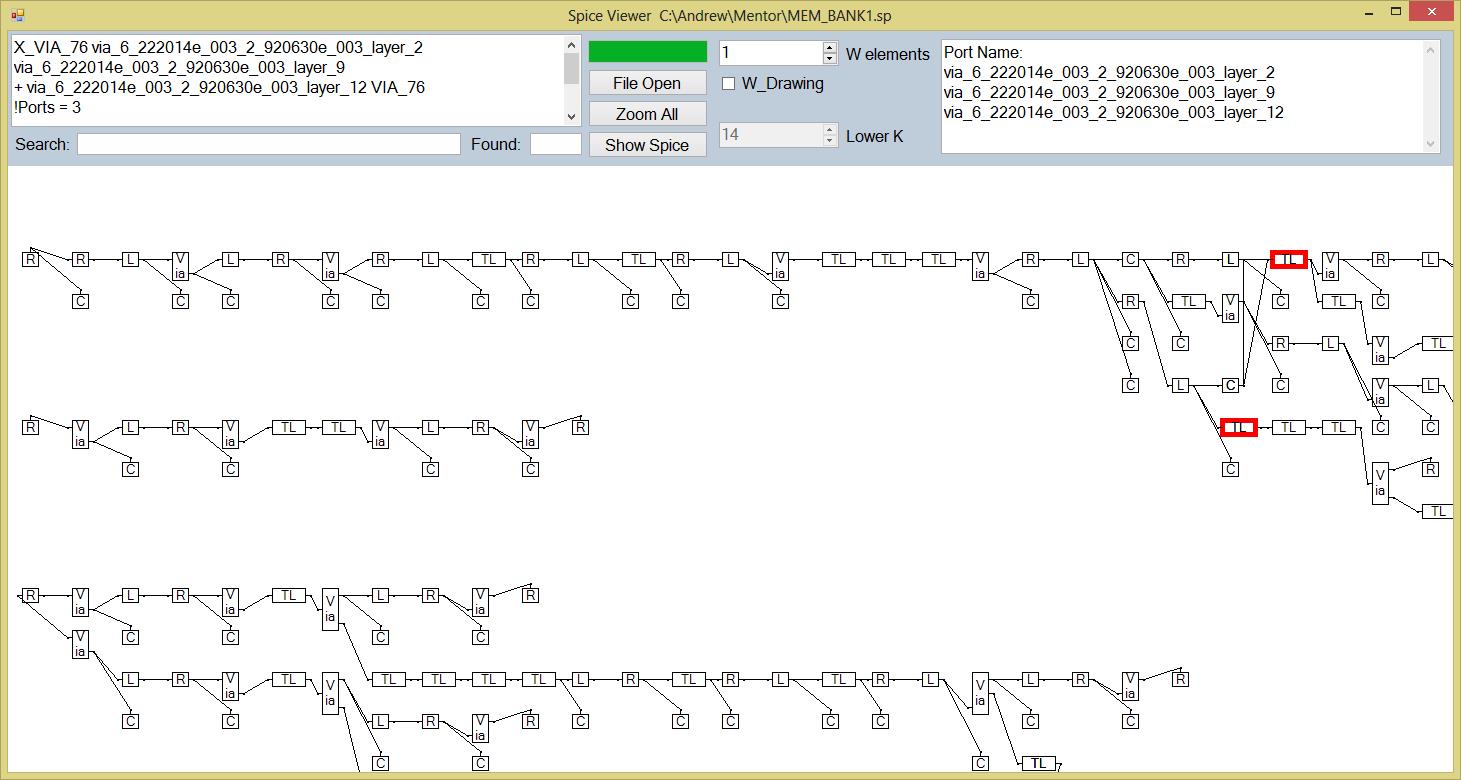 Spice Viewer C:\Andrew\Mentor\MEM_BANK1.sp
X_VIA_76 via_6_222014e_003_2_920630e_003_layer_2
via_6_222014e_003_2_920630e_003_layer_9
+ via_6_222014e_003_2_920630e_003_layer_12 VIA_76
!Ports = 3
Search:
Found:
File Open
Zoom All
Show Spice
1 W elements
W_Drawing
14 Lower K
Port Name:
via_6_222014e_003_2_920630e_003_layer_2
via_6_222014e_003_2_920630e_003_layer_9
via_6_222014e_003_2_920630e_003_layer_12
R R L Via L R Via R L TL R L TL R L Via TL TL TL Via R L C R L TL Via R L
C C C C C C C C C C R TL Via C TL C
C C R L Via TL
C L C C Via L
R Via L R Via TL TL Via L R Via R TL TL TL C C
C C C C C Via R
TL
R Via L R Via TL Via L R Via R
Via C C C C
L R Via TL Via TL TL TL TL L R TL R L TL R L Via L R Via R
C C L R Via R C C C C C C C
C C C TL